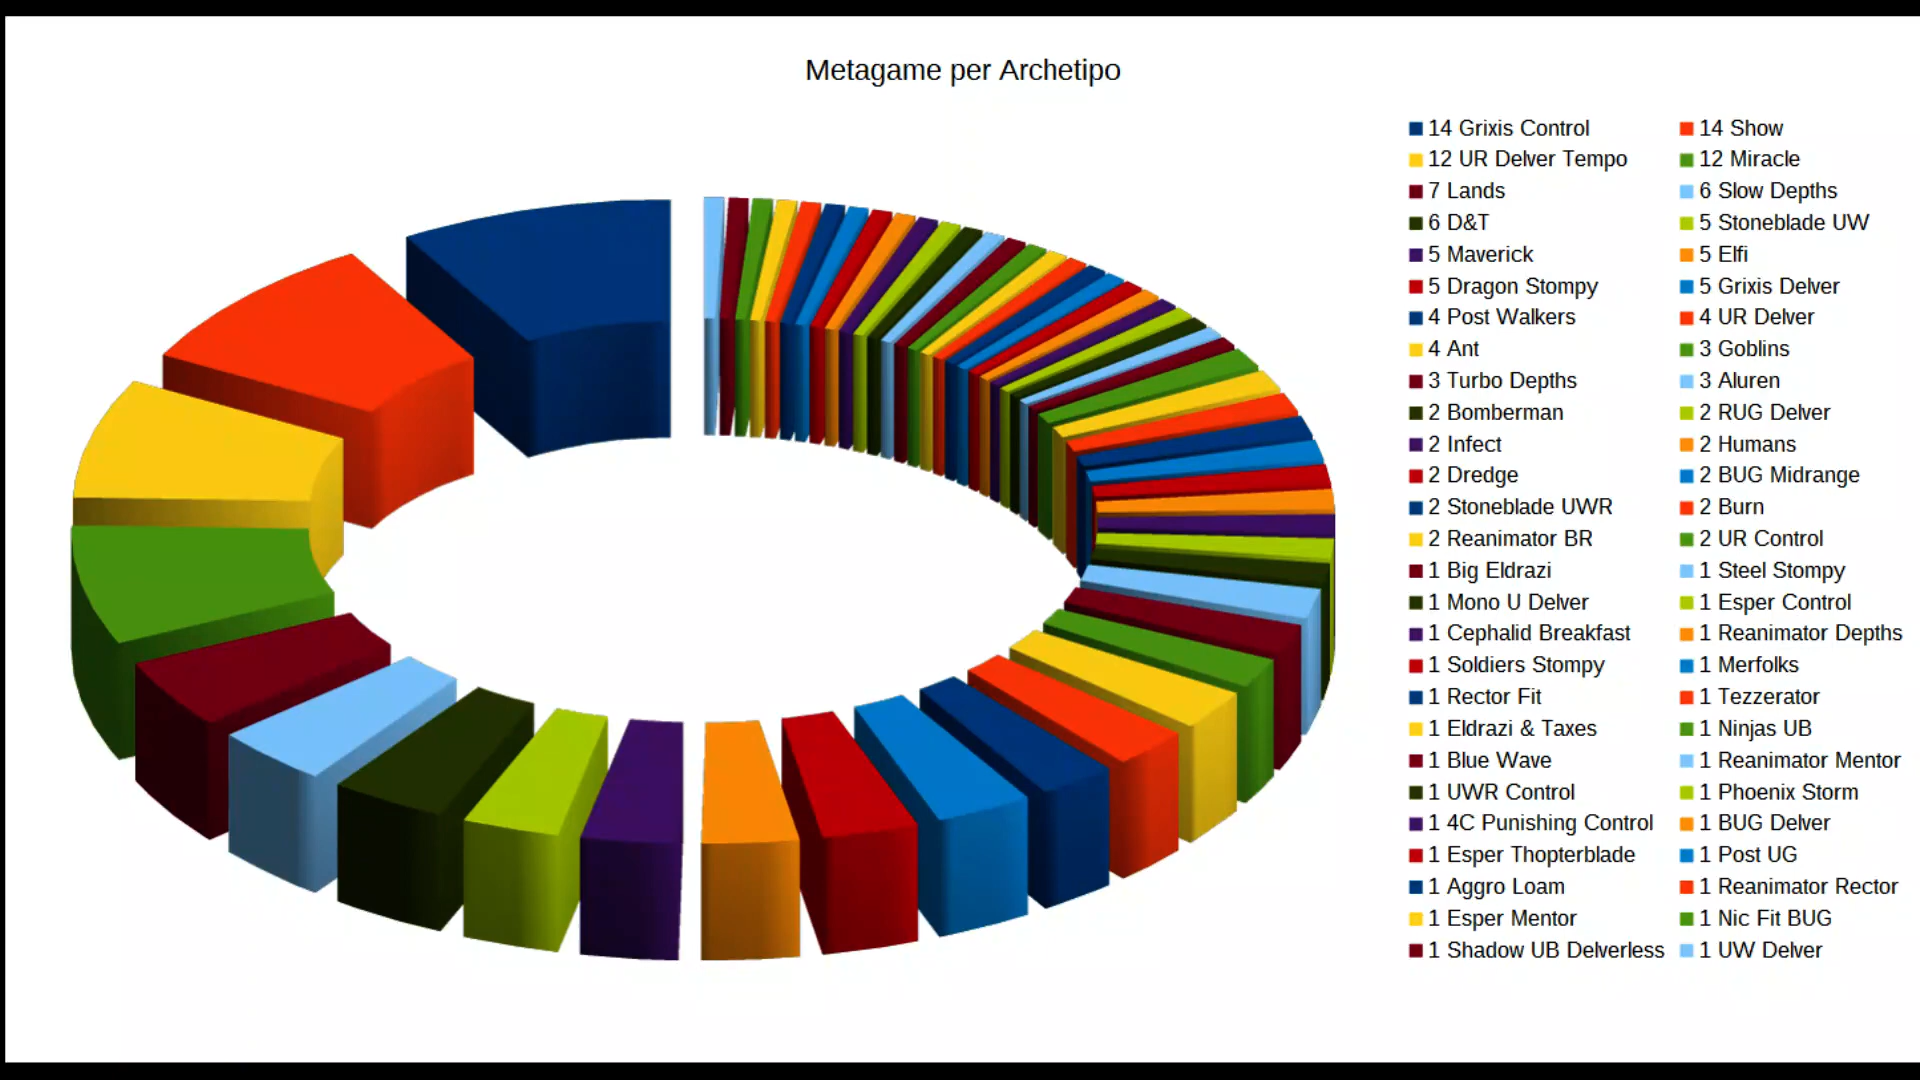 Metagame per Archetipo
14 Grixis Control
14 Show
12 UR Delver Tempo
12 Miracle
7 Lands
6 Slow Depths
6 D&T
5 Stoneblade UW
5 Maverick
5 Elfi
5 Dragon Stompy
5 Grixis Delver
4 Post Walkers
4 UR Delver
4 Ant
3 Goblins
3 Turbo Depths
3 Aluren
2 Bomberman
2 RUG Delver
2 Infect
2 Humans
2 Dredge
2 BUG Midrange
2 Stoneblade UWR
2 Burn
2 Reanimator BR
2 UR Control
1 Big Eldrazi
1 Steel Stompy
1 Mono U Delver
1 Esper Control
1 Cephalid Breakfast
1 Reanimator Depths
1 Soldiers Stompy
1 Merfolks
1 Rector Fit
1 Tezzerator
1 Eldrazi & Taxes
1 Ninjas UB
1 Blue Wave
1 Reanimator Mentor
1 UWR Control
1 Phoenix Storm
1 4C Punishing Control
1 BUG Delver
1 Esper Thopterblade
1 Post UG
1 Aggro Loam
1 Reanimator Rector
1 Esper Mentor
1 Nic Fit BUG
1 Shadow UB Delverless
1 UW Delver